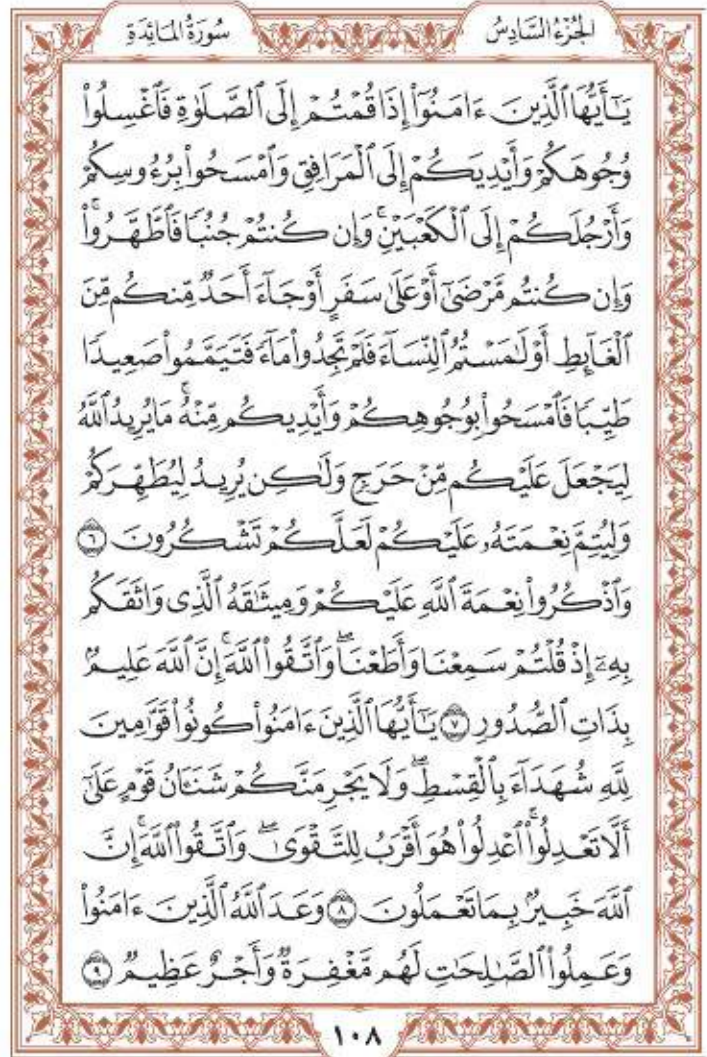 الجُزْءُ السَّادِسُ سُورَةُ المَائِدَةِ
يَٰٓأَيُّهَا ٱلَّذِينَ ءَامَنُوٓاْ إِذَا قُمۡتُمۡ إِلَى ٱلصَّلَوٰةِ فَٱغۡسِلُواْ
وُجُوهَكُمۡ وَأَيۡدِيَكُمۡ إِلَى ٱلۡمَرَافِقِ وَٱمۡسَحُواْ بِرُءُوسِكُمۡ
وَأَرۡجُلَكُمۡ إِلَى ٱلۡكَعۡبَيۡنِۚ وَإِن كُنتُمۡ جُنُبٗا فَٱطَّهَّرُواْۚ
وَإِن كُنتُم مَّرۡضَىٰٓ أَوۡ عَلَىٰ سَفَرٍ أَوۡ جَآءَ أَحَدٞ مِّنكُم مِّنَ
ٱلۡغَآئِطِ أَوۡ لَٰمَسۡتُمُ ٱلنِّسَآءَ فَلَمۡ تَجِدُواْ مَآءٗ فَتَيَمَّمُواْ صَعِيدٗا
طَيِّبٗا فَٱمۡسَحُواْ بِوُجُوهِكُمۡ وَأَيۡدِيكُم مِّنۡهُۚ مَا يُرِيدُ ٱللَّهُ
لِيَجۡعَلَ عَلَيۡكُم مِّنۡ حَرَجٖ وَلَٰكِن يُرِيدُ لِيُطَهِّرَكُمۡ
وَلِيُتِمَّ نِعۡمَتَهُۥ عَلَيۡكُمۡ لَعَلَّكُمۡ تَشۡكُرُونَ ٦
وَٱذۡكُرُواْ نِعۡمَةَ ٱللَّهِ عَلَيۡكُمۡ وَمِيثَٰقَهُ ٱلَّذِي وَاثَقَكُم
بِهِۦٓ إِذۡ قُلۡتُمۡ سَمِعۡنَا وَأَطَعۡنَاۖ وَٱتَّقُواْ ٱللَّهَۚ إِنَّ ٱللَّهَ عَلِيمُۢ
بِذَاتِ ٱلصُّدُورِ ٧ يَٰٓأَيُّهَا ٱلَّذِينَ ءَامَنُواْ كُونُواْ قَوَّٰمِينَ
لِلَّهِ شُهَدَآءَ بِٱلۡقِسۡطِۖ وَلَا يَجۡرِمَنَّكُمۡ شَنَـَٔانُ قَوۡمٍ عَلَىٰٓ
أَلَّا تَعۡدِلُواْۚ ٱعۡدِلُواْ هُوَ أَقۡرَبُ لِلتَّقۡوَىٰۖ وَٱتَّقُواْ ٱللَّهَۚ إِنَّ
ٱللَّهَ خَبِيرُۢ بِمَا تَعۡمَلُونَ ٨ وَعَدَ ٱللَّهُ ٱلَّذِينَ ءَامَنُواْ
وَعَمِلُواْ ٱلصَّٰلِحَٰتِ لَهُم مَّغۡفِرَةٞ وَأَجۡرٌ عَظِيمٞ ٩
١٠٨